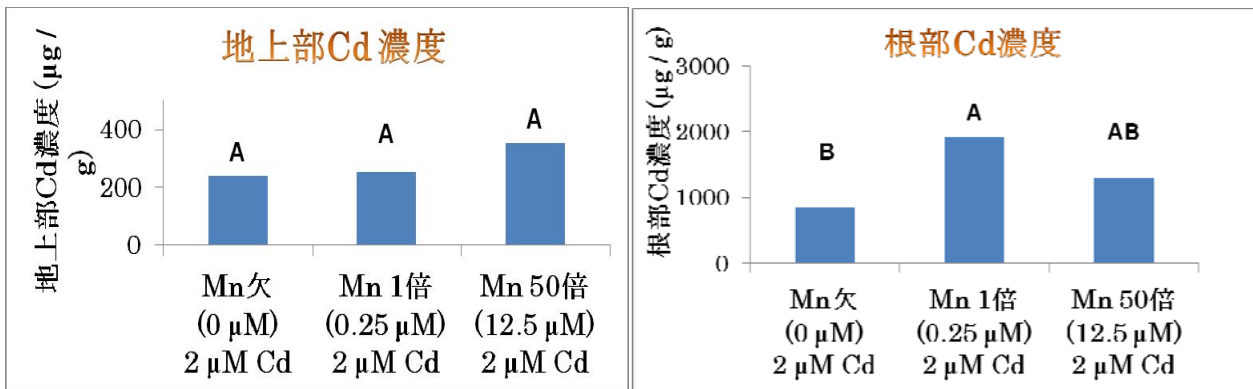 地上部Cd 濃度
地上部Cd濃度 (μg / g)
400
200
0
A
A
A
Mn欠
(0 μM)
2 μM Cd
Mn 1倍
(0.25 μM)
2 μM Cd
Mn 50倍
(12.5 μM)
2 μM Cd
根部Cd濃度
根部Cd濃度 (μg / g)
3000
2000
1000
0
B
A
AB
Mn欠
(0 μM)
2 μM Cd
Mn 1倍
(0.25 μM)
2 μM Cd
Mn 50倍
(12.5 μM)
2 μM Cd